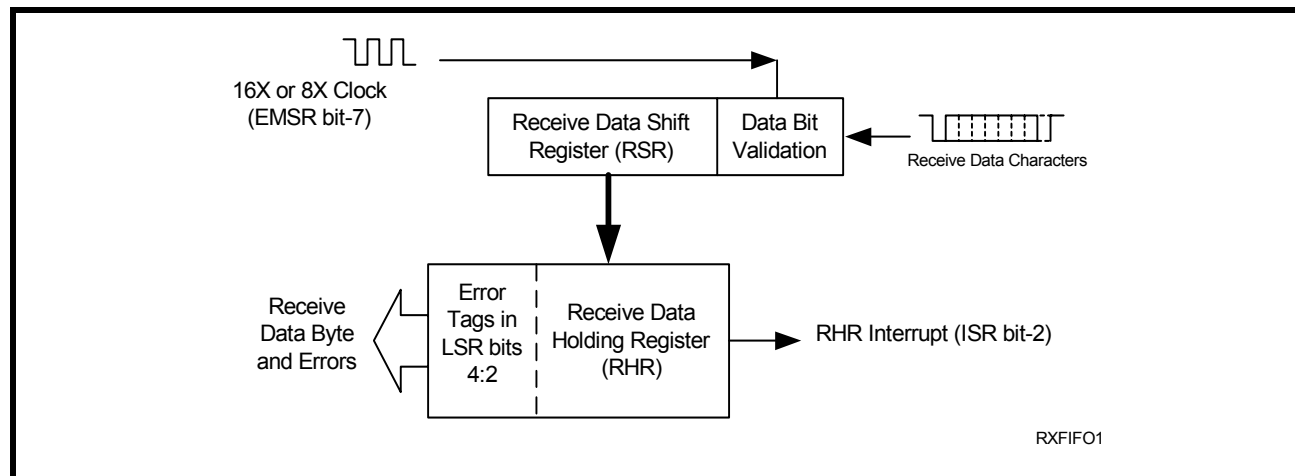 16X or 8X Clock
(EMSR bit-7)
Receive Data Shift
Register (RSR)
Data Bit
Validation
Receive Data Characters
Receive
Data Byte
and Errors
Error
Tags in
LSR bits
4:2
Receive Data
Holding Register
(RHR)
RHR Interrupt (ISR bit-2)
RXFIFO1